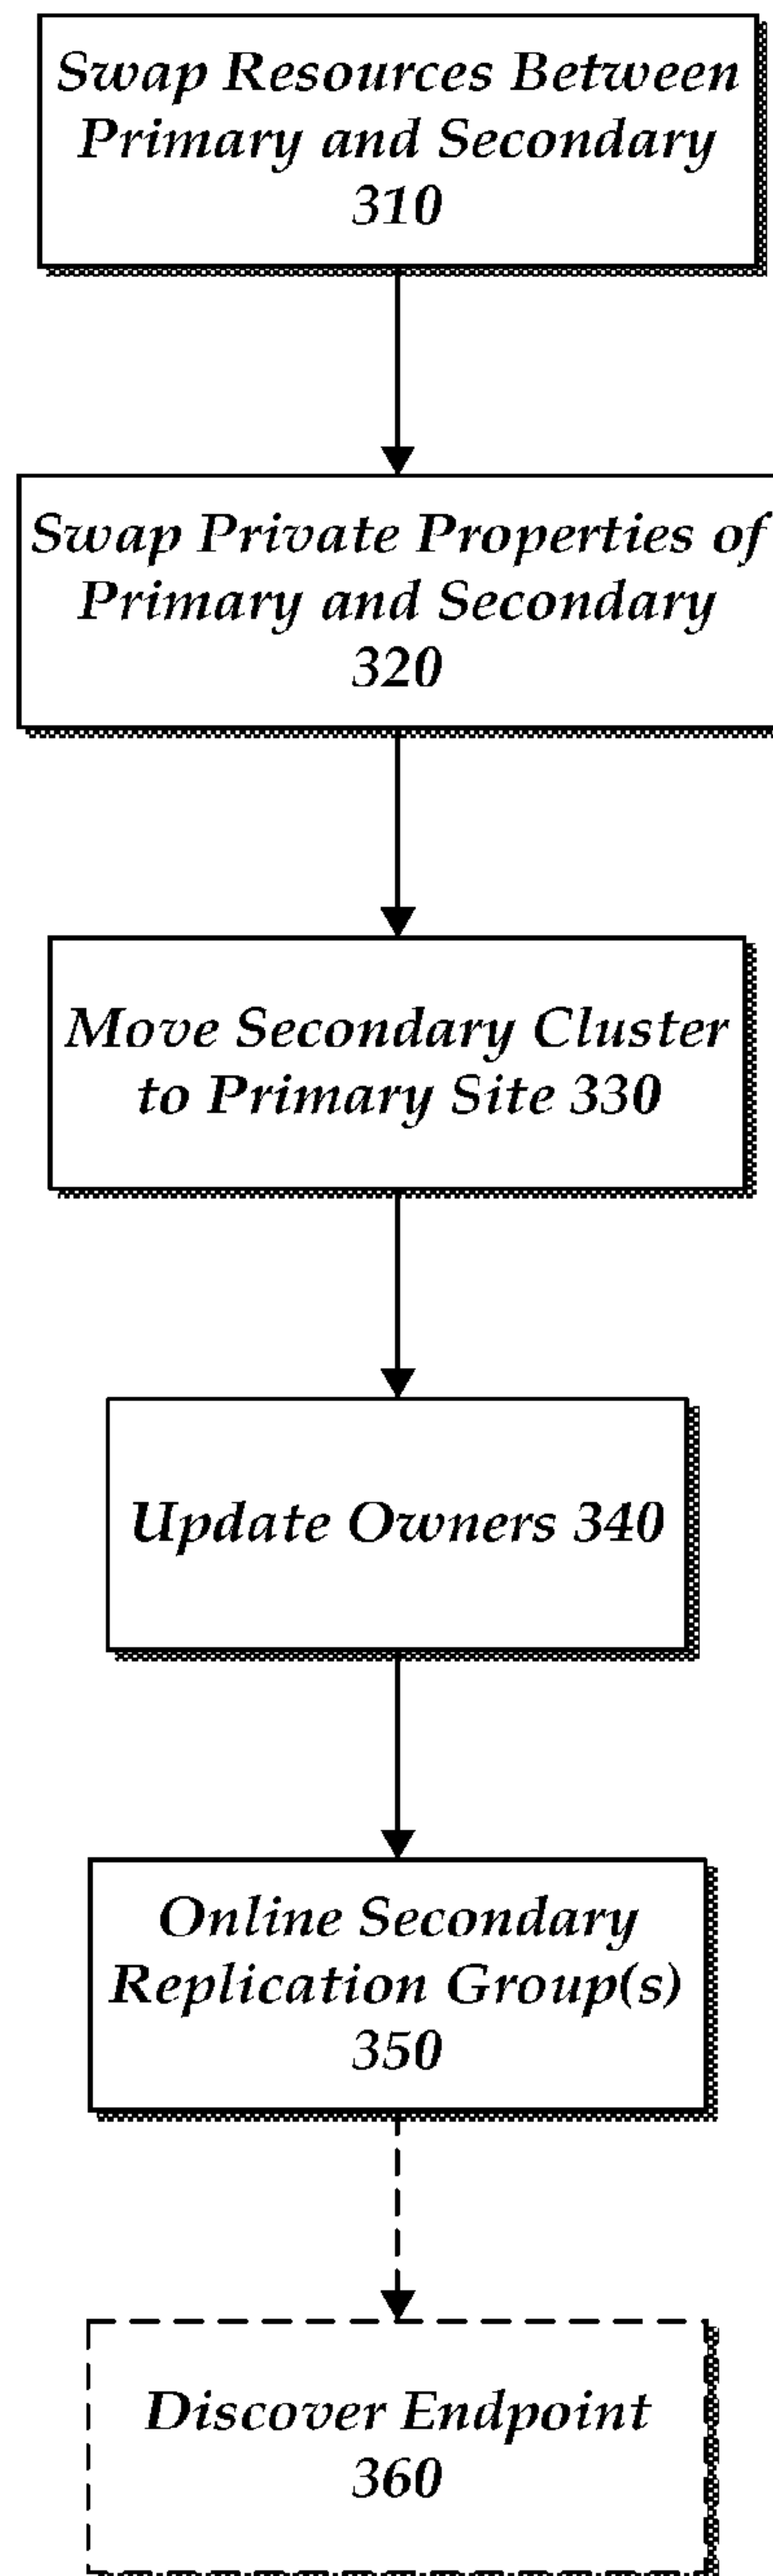 Swap Resources Between
Primary and Secondary
310
Swap Private Properties of
Primary and Secondary
320
Move Secondary Cluster
to Primary Site 330
Update Owners 340
Online Secondary
Replication Group(s)
350
Discover Endpoint
360